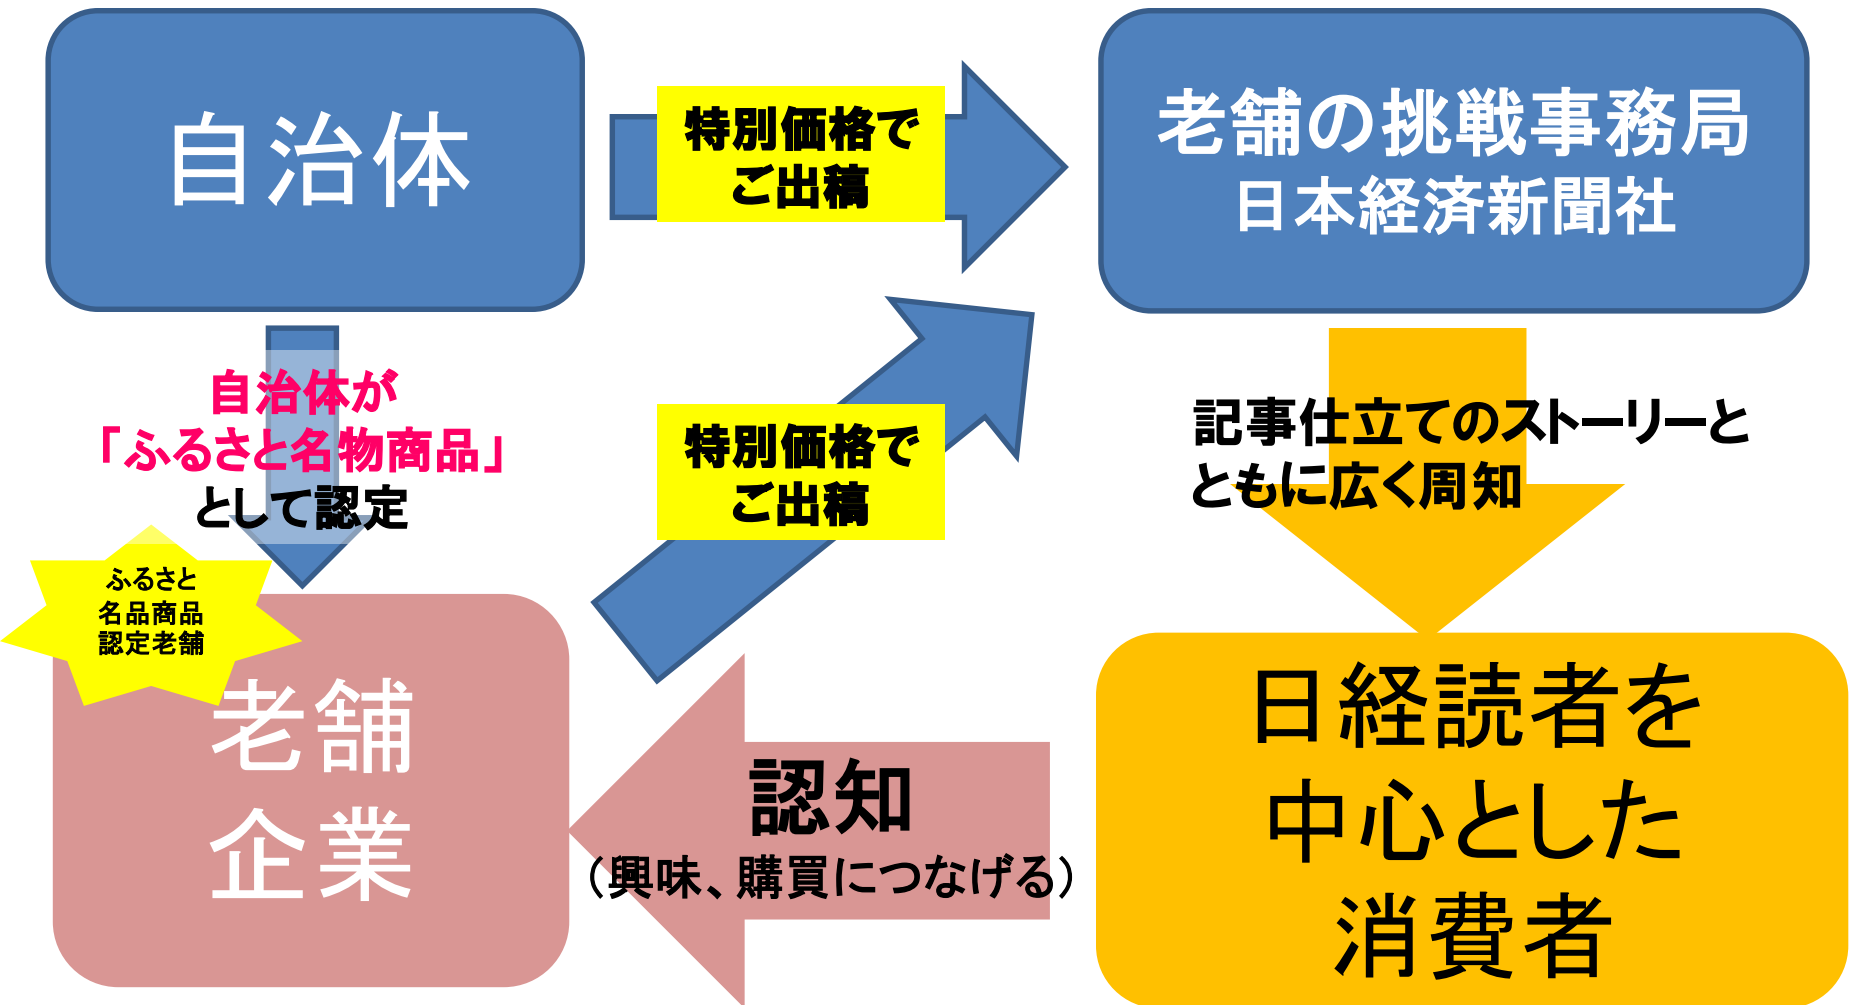 自治体
特別価格で
ご出稿
老舗の挑戦事務局
日本経済新聞社
自治体が
「ふるさと名物商品」
として認定
特別価格で
ご出稿
記事仕立てのストーリーと
ともに広く周知
ふるさと
名品商品
認定老舗
老舗
企業
認知
（興味、購買につなげる）
日経読者を
中心とした
消費者